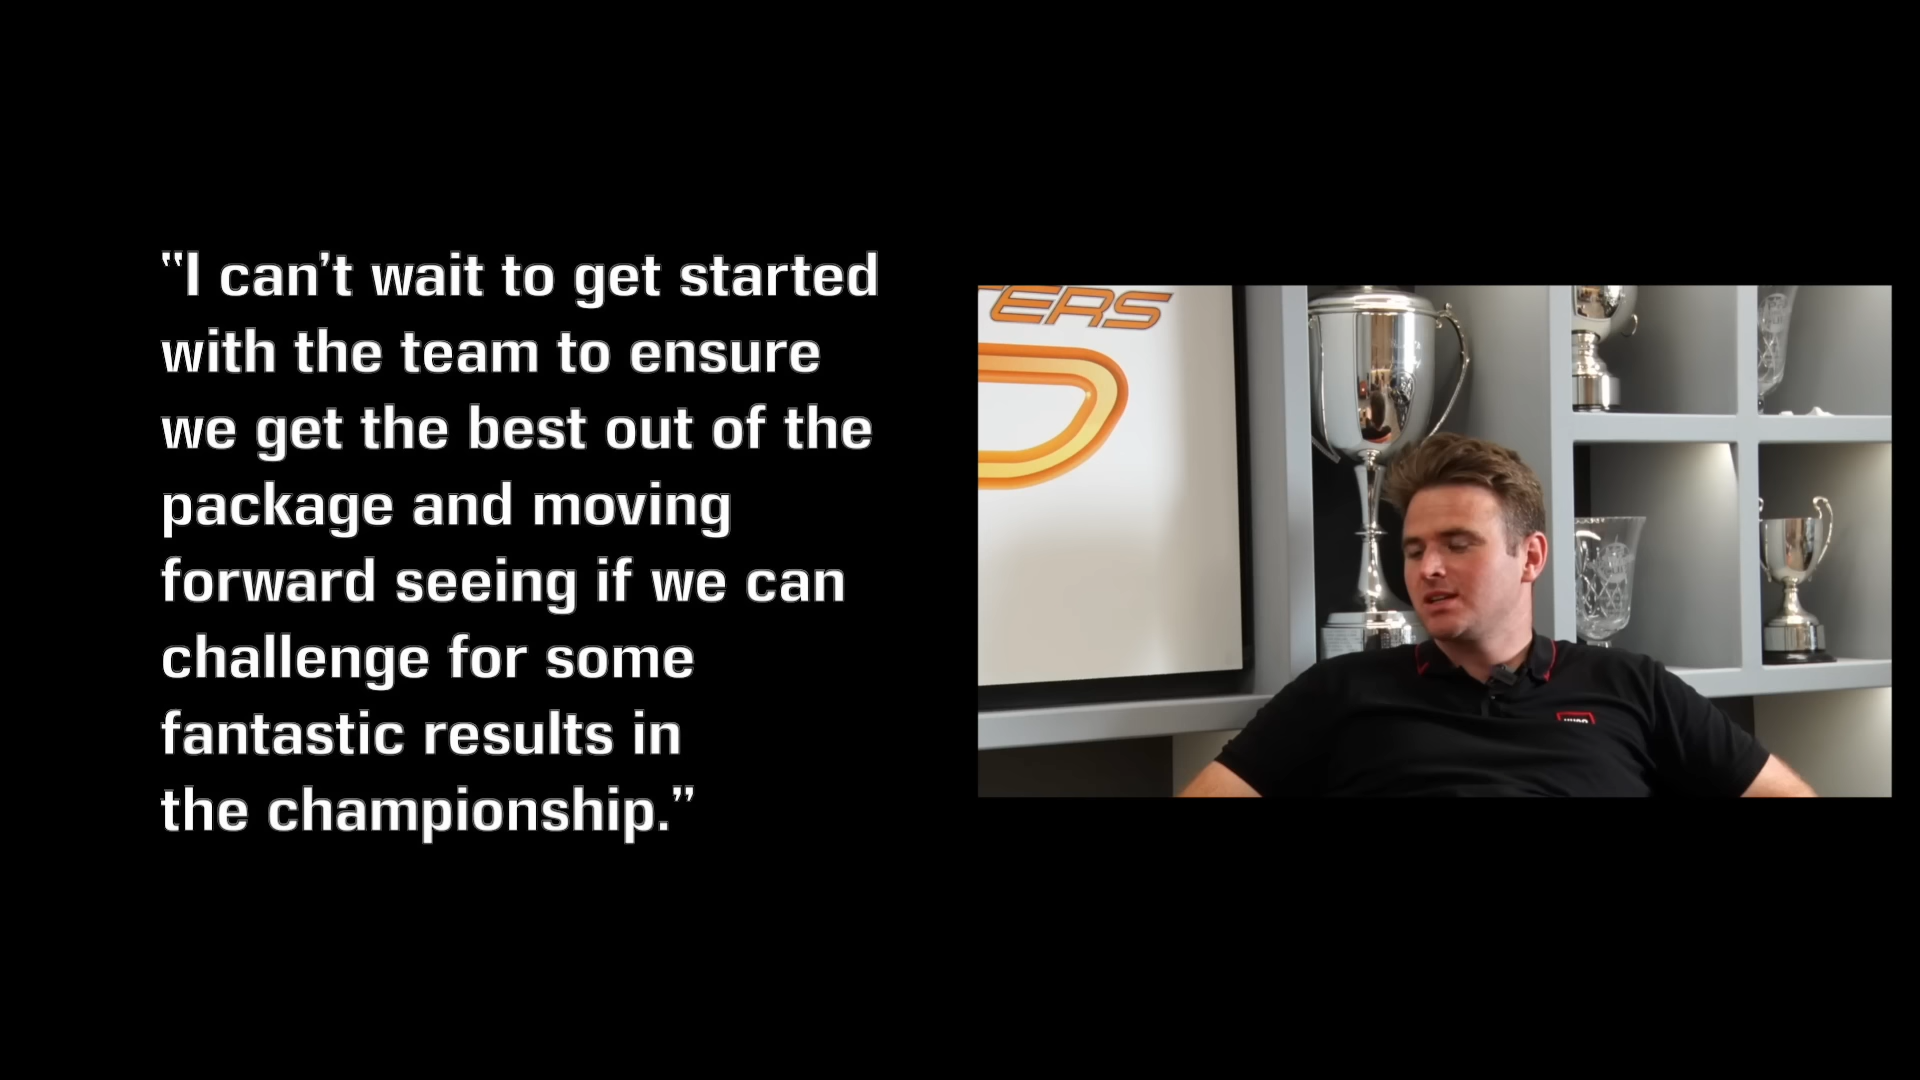 “I can’t wait to get started
with the team to ensure
we get the best out of the
package and moving
forward seeing if we can
challenge for some
fantastic results in
the championship.”
ERS